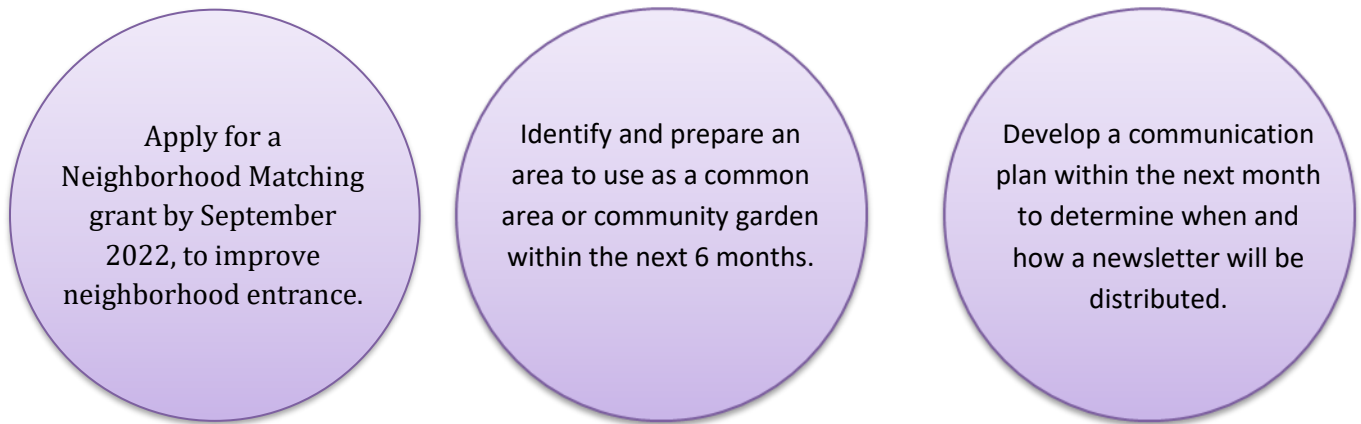 Apply for a
Neighborhood Matching
grant by September
2022, to improve
neighborhood entrance.
Identify and prepare an
area to use as a common
area or community garden
within the next 6 months.
Develop a communication
plan within the next month
to determine when and
how a newsletter will be
distributed.